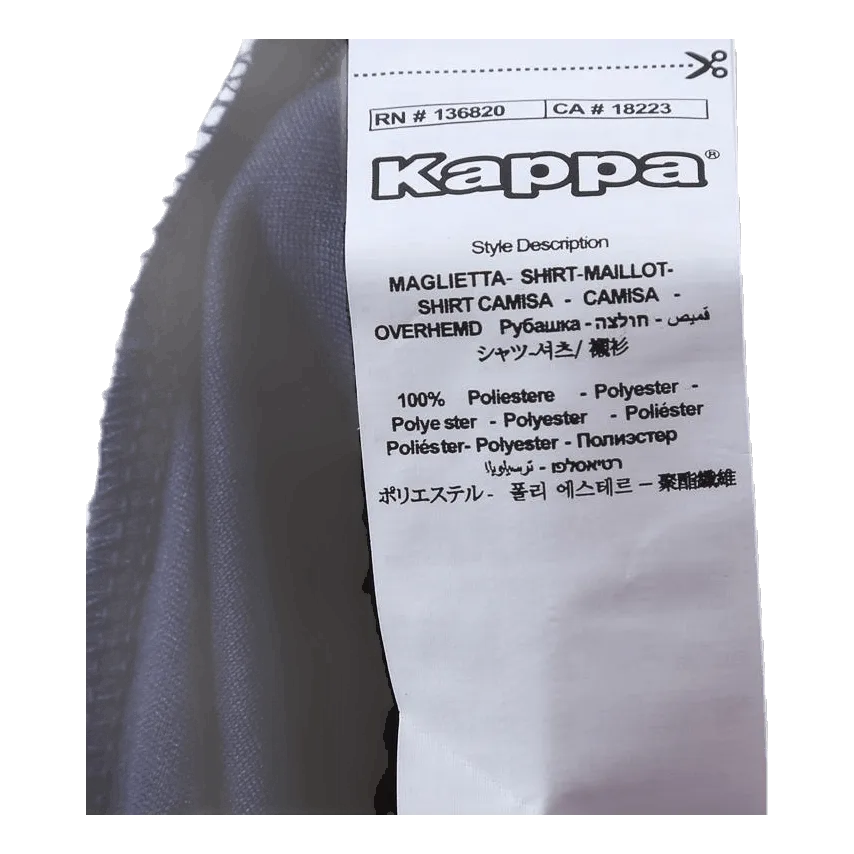 RN # 136820 CA # 18223
Kappa®
Style Description
MAGLIETTA- SHIRT-MAILLOT-
SHIRT CAMISA - CAMISA -
OVERHEMD Рубашка - חולצה - قميص
シャツ-셔츠/ 襯衫
100% Poliestere - Polyester -
Polye ster - Polyester - Poliéster
Poliéster- Polyester - Полиэстер
רטיאסלפו -
ポリエステル - 폴리 에스테르 - 聚酯纖維